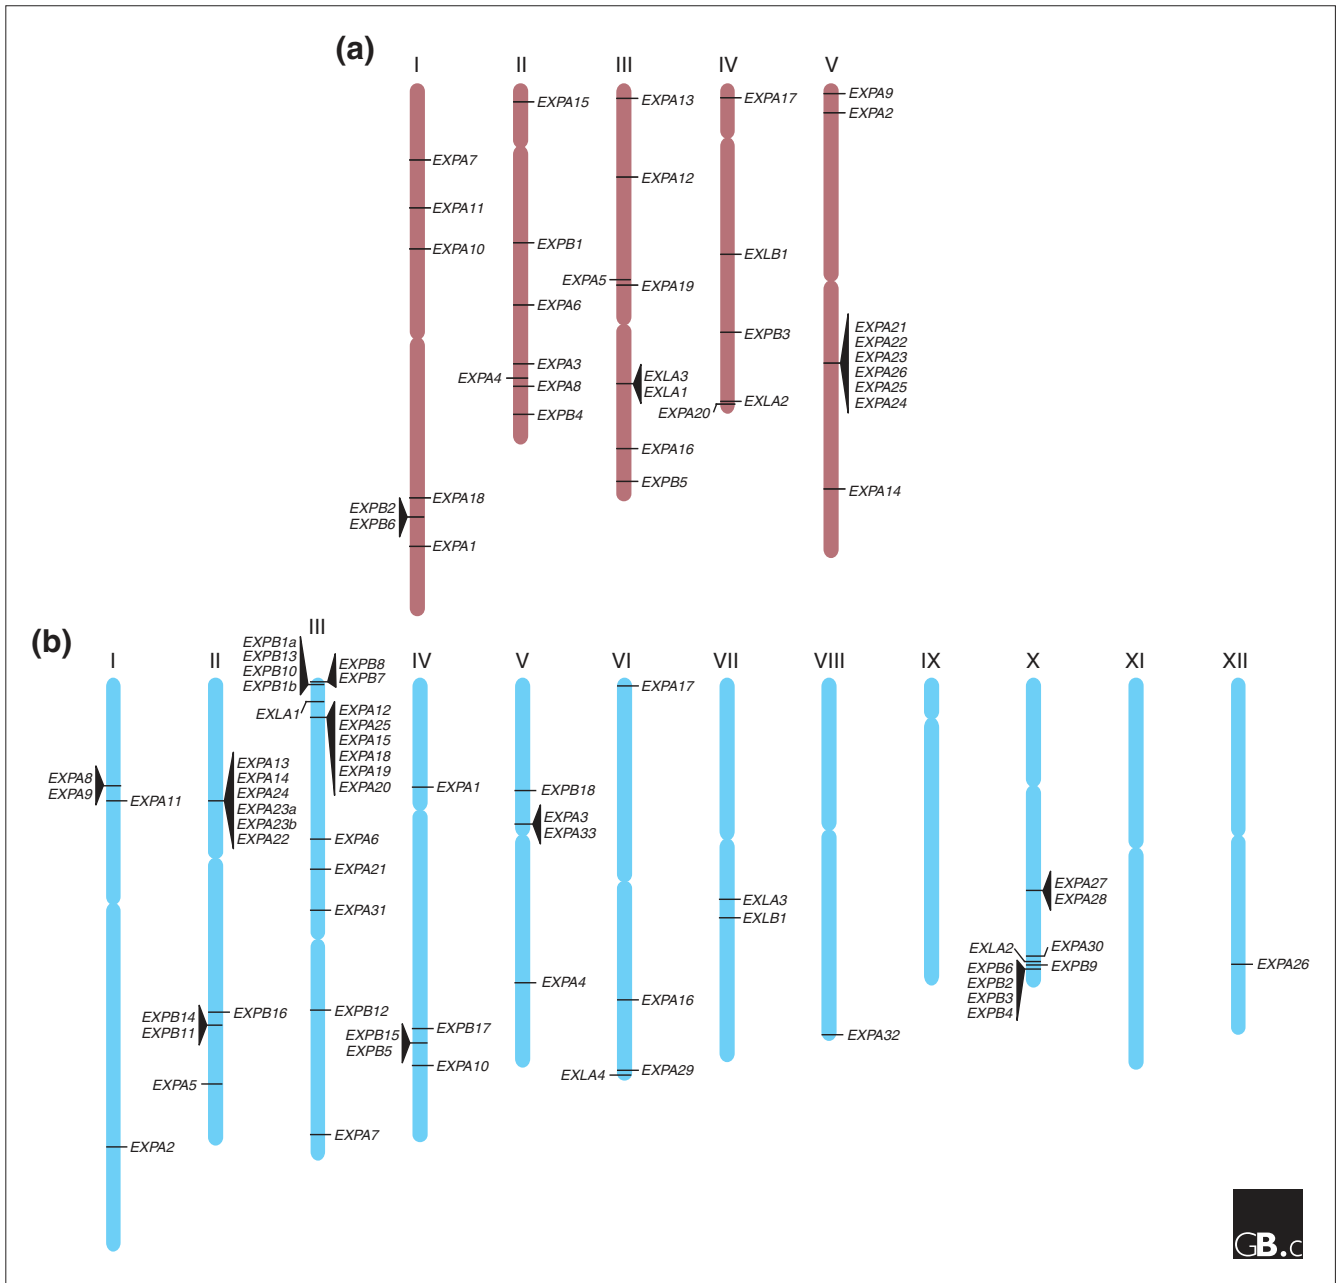 (a)
I
II
III
IV
V
EXPA7
EXPA11
EXPA10
EXPA18
EXPB2
EXPB6
EXPA1
EXPA15
EXPB1
EXPA6
EXPA3
EXPA4
EXPA8
EXPB4
EXPA13
EXPA12
EXPA5
EXPA19
EXLA3
EXLA1
EXPA16
EXPB5
EXPA17
EXLB1
EXPB3
EXLA2
EXPA20
EXPA9
EXPA2
EXPA21
EXPA22
EXPA23
EXPA26
EXPA25
EXPA24
EXPA14
(b)
I
II
III
IV
V
VI
VII
VIII
IX
X
XI
XII
EXPA8
EXPA9
EXPA11
EXPA2
EXPA13
EXPA14
EXPA24
EXPA23a
EXPA23b
EXPA22
EXPB16
EXPB14
EXPB11
EXPA5
EXPB1a
EXPB13
EXPB10
EXPB1b
EXPB8
EXPB7
EXLA1
EXPA12
EXPA25
EXPA15
EXPA18
EXPA19
EXPA20
EXPA6
EXPA21
EXPA31
EXPB12
EXPA7
EXPA1
EXPB17
EXPB15
EXPB5
EXPA10
EXPB18
EXPA3
EXPA33
EXPA4
EXPA17
EXPA16
EXPA29
EXLA4
EXLA3
EXLB1
EXPA32
EXPA27
EXPA28
EXPA30
EXLA2
EXPB9
EXPB6
EXPB2
EXPB3
EXPB4
EXPA26
GB.c